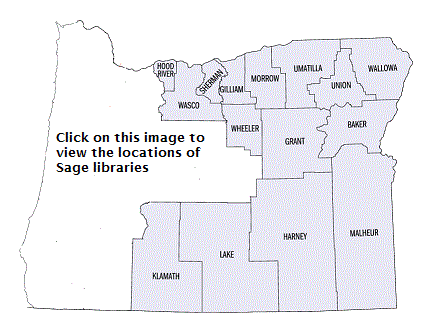 HOOD
RIVER
SHERMAN
WASCO
GILLIAM
MORROW
UMATILLA
UNION
WALLOWA
WHEELER
GRANT
BAKER
Click on this image to
view the locations of
Sage libraries
KLAMATH
LAKE
HARNEY
MALHEUR